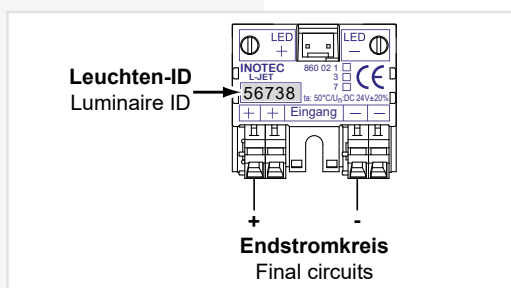 LED LED
+ −
INOTEC 860 02 1
L-JET 3
7
CE
Leuchten-ID
Luminaire ID
56738
ta: 50°C/Un:DC 24V±20%
+ + Eingang − −
+ -
Endstromkreis
Final circuits